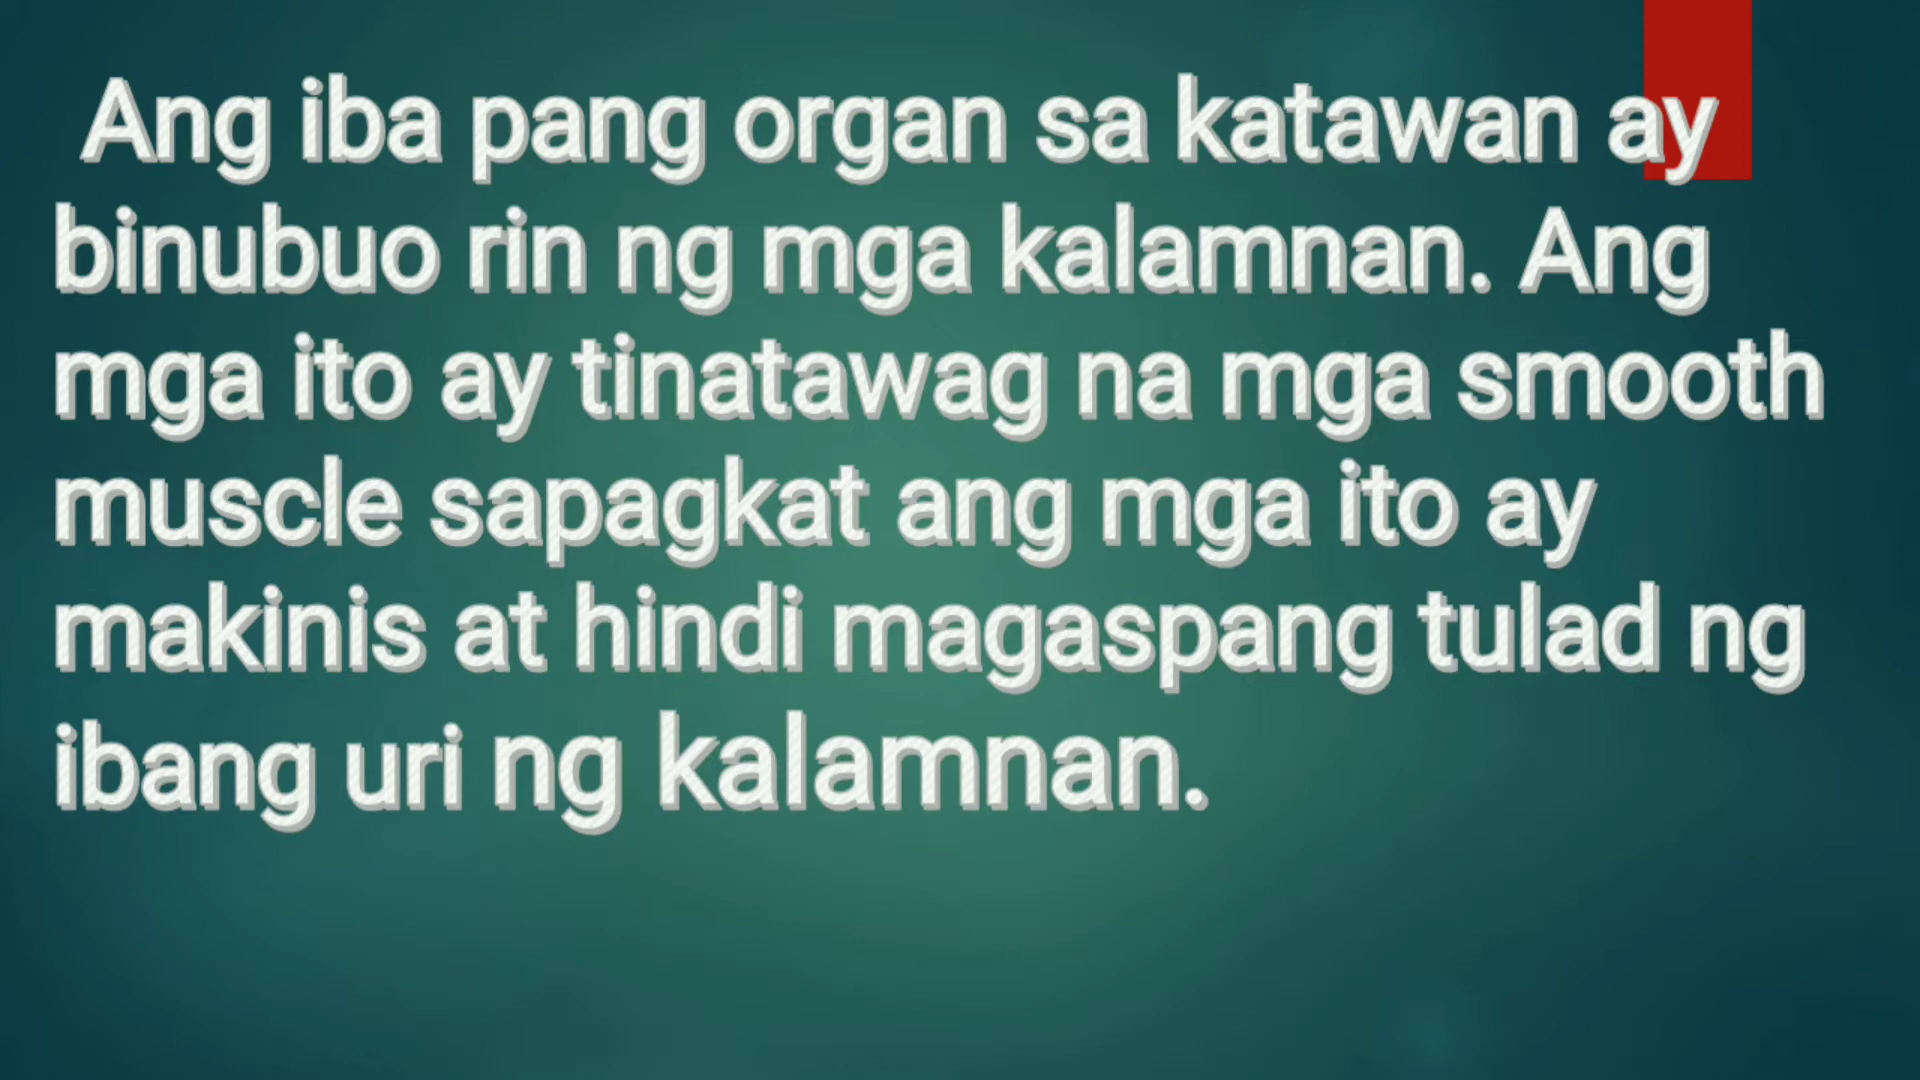 Ang iba pang organ sa katawan ay
binubuo rin ng mga kalamnan. Ang
mga ito ay tinatawag na mga smooth
muscle sapagkat ang mga ito ay
makinis at hindi magaspang tulad ng
ibang uri ng kalamnan.